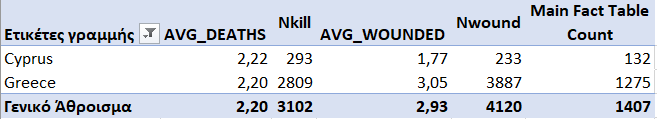 Ετικέτες γραμμής AVG_DEATHS Nkill AVG_WOUNDED Nwound Main Fact Table Count
Cyprus 2,22 293 1,77 233 132
Greece 2,20 2809 3,05 3887 1275
Γενικό Άθροισμα 2,20 3102 2,93 4120 1407